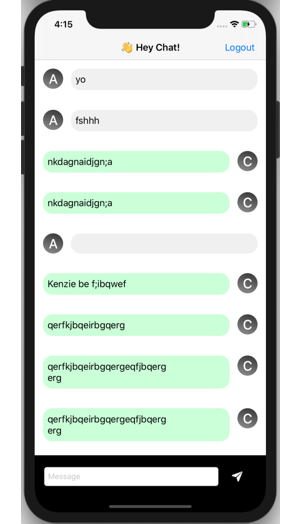 4:15
👋 Hey Chat!
Logout
A
yo
A
fshhh
nkdagnaidjgn;a
C
nkdagnaidjgn;a
C
A
Kenzie be f;ibqwef
C
qerfkjbqeirbgqerg
C
qerfkjbqeirbgqergeqfjbqerg
erg
C
qerfkjbqeirbgqergeqfjbqerg
erg
C
Message